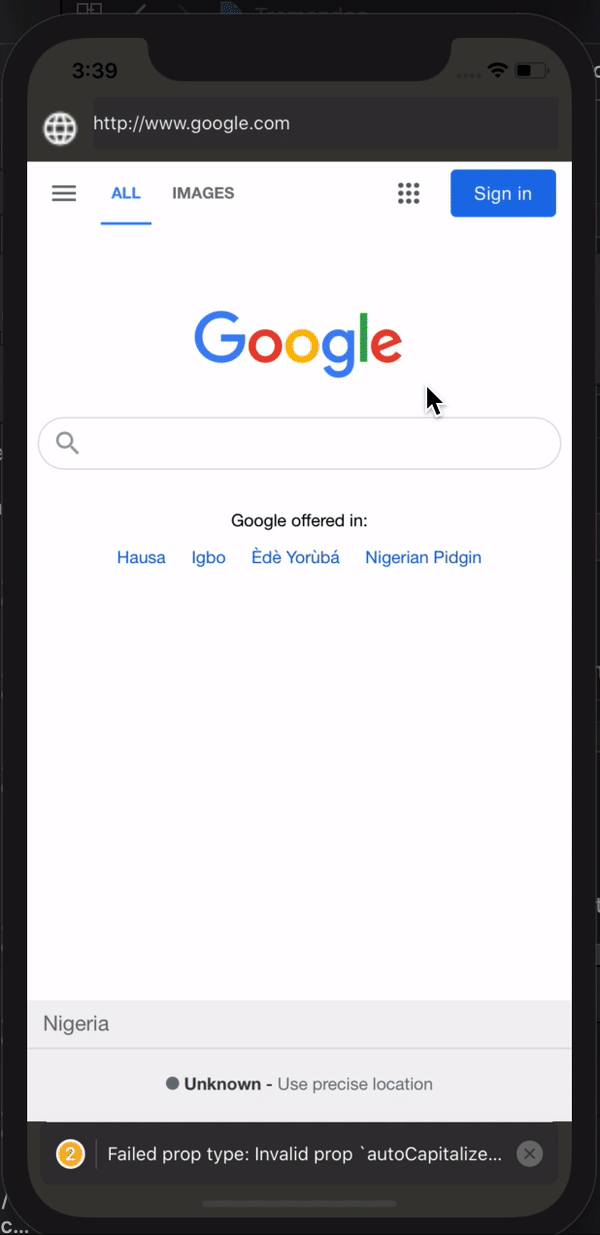 3:39
http://www.google.com
ALL IMAGES Sign in
Google
Google offered in:
Hausa Igbo Èdè Yorùbá Nigerian Pidgin
Nigeria
Unknown - Use precise location
2 Failed prop type: Invalid prop `autoCapitalize...
c...